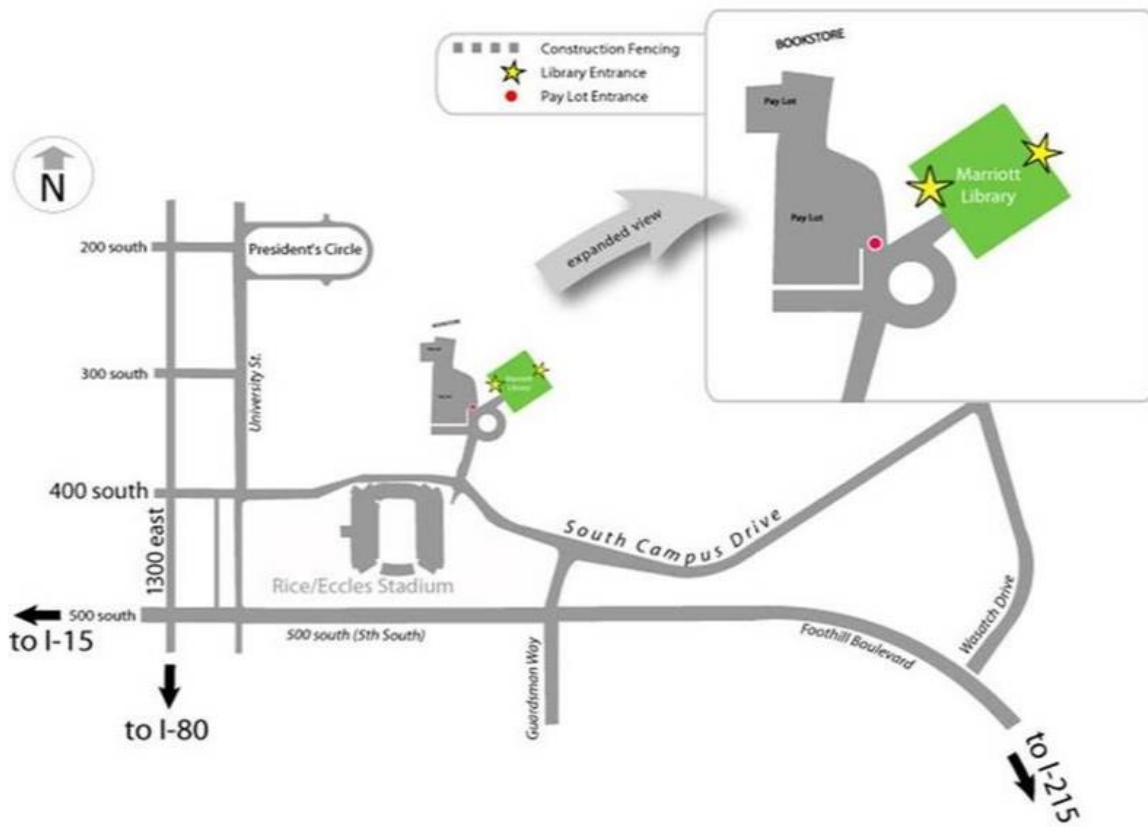 BOOKSTORE
Construction Fencing
Library Entrance
Pay Lot Entrance
Pay Lot
Marriott
Library
Pay Lot
expanded view
N
200 south
President's Circle
300 south
University St.
Marriott
Library
400 south
1300 east
South Campus Drive
Rice/Eccles Stadium
500 south
to I-15
500 south (5th South)
Guardsman Way
Foothill Boulevard
Wasatch Drive
to I-80
to I-215